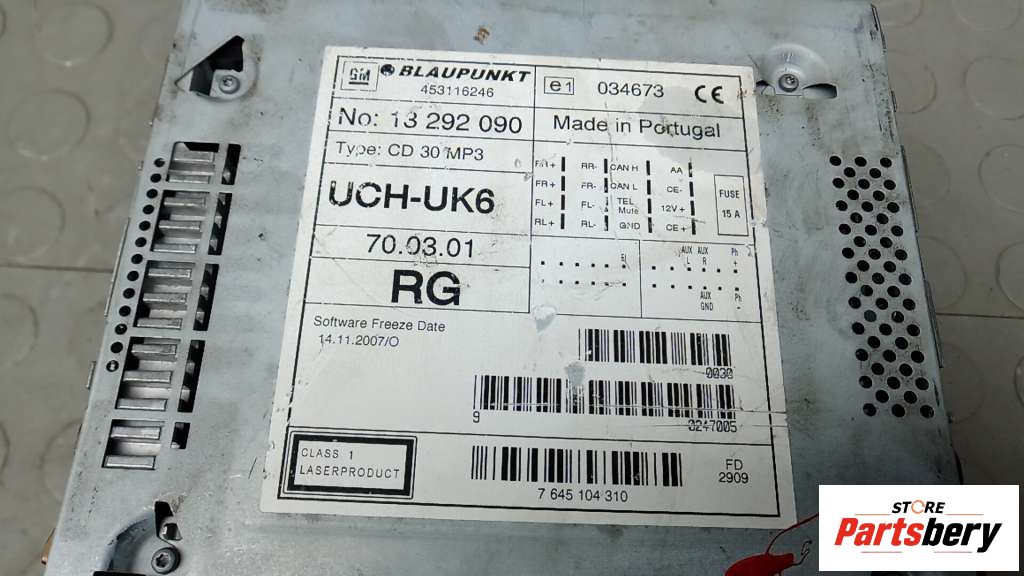 GM BLAUPUNKT
453116246
e1 034673 CE
No: 13 292 090
Made in Portugal
Type: CD 30 MP3
UCH-UK6
70.03.01
RG
RR- CAN H AA
FR+ FR- CAN L CE-
FL+ FL- TEL Mute 12V+
RL+ RL- GND CE+
FUSE
15 A
AUX L AUX R Ph +
AUX GND Ph -
Software Freeze Date
14.11.2007/O
0030
9 0247005
CLASS 1
LASERPRODUCT
7 645 104 310
FD
2909
STORE
Partsbery